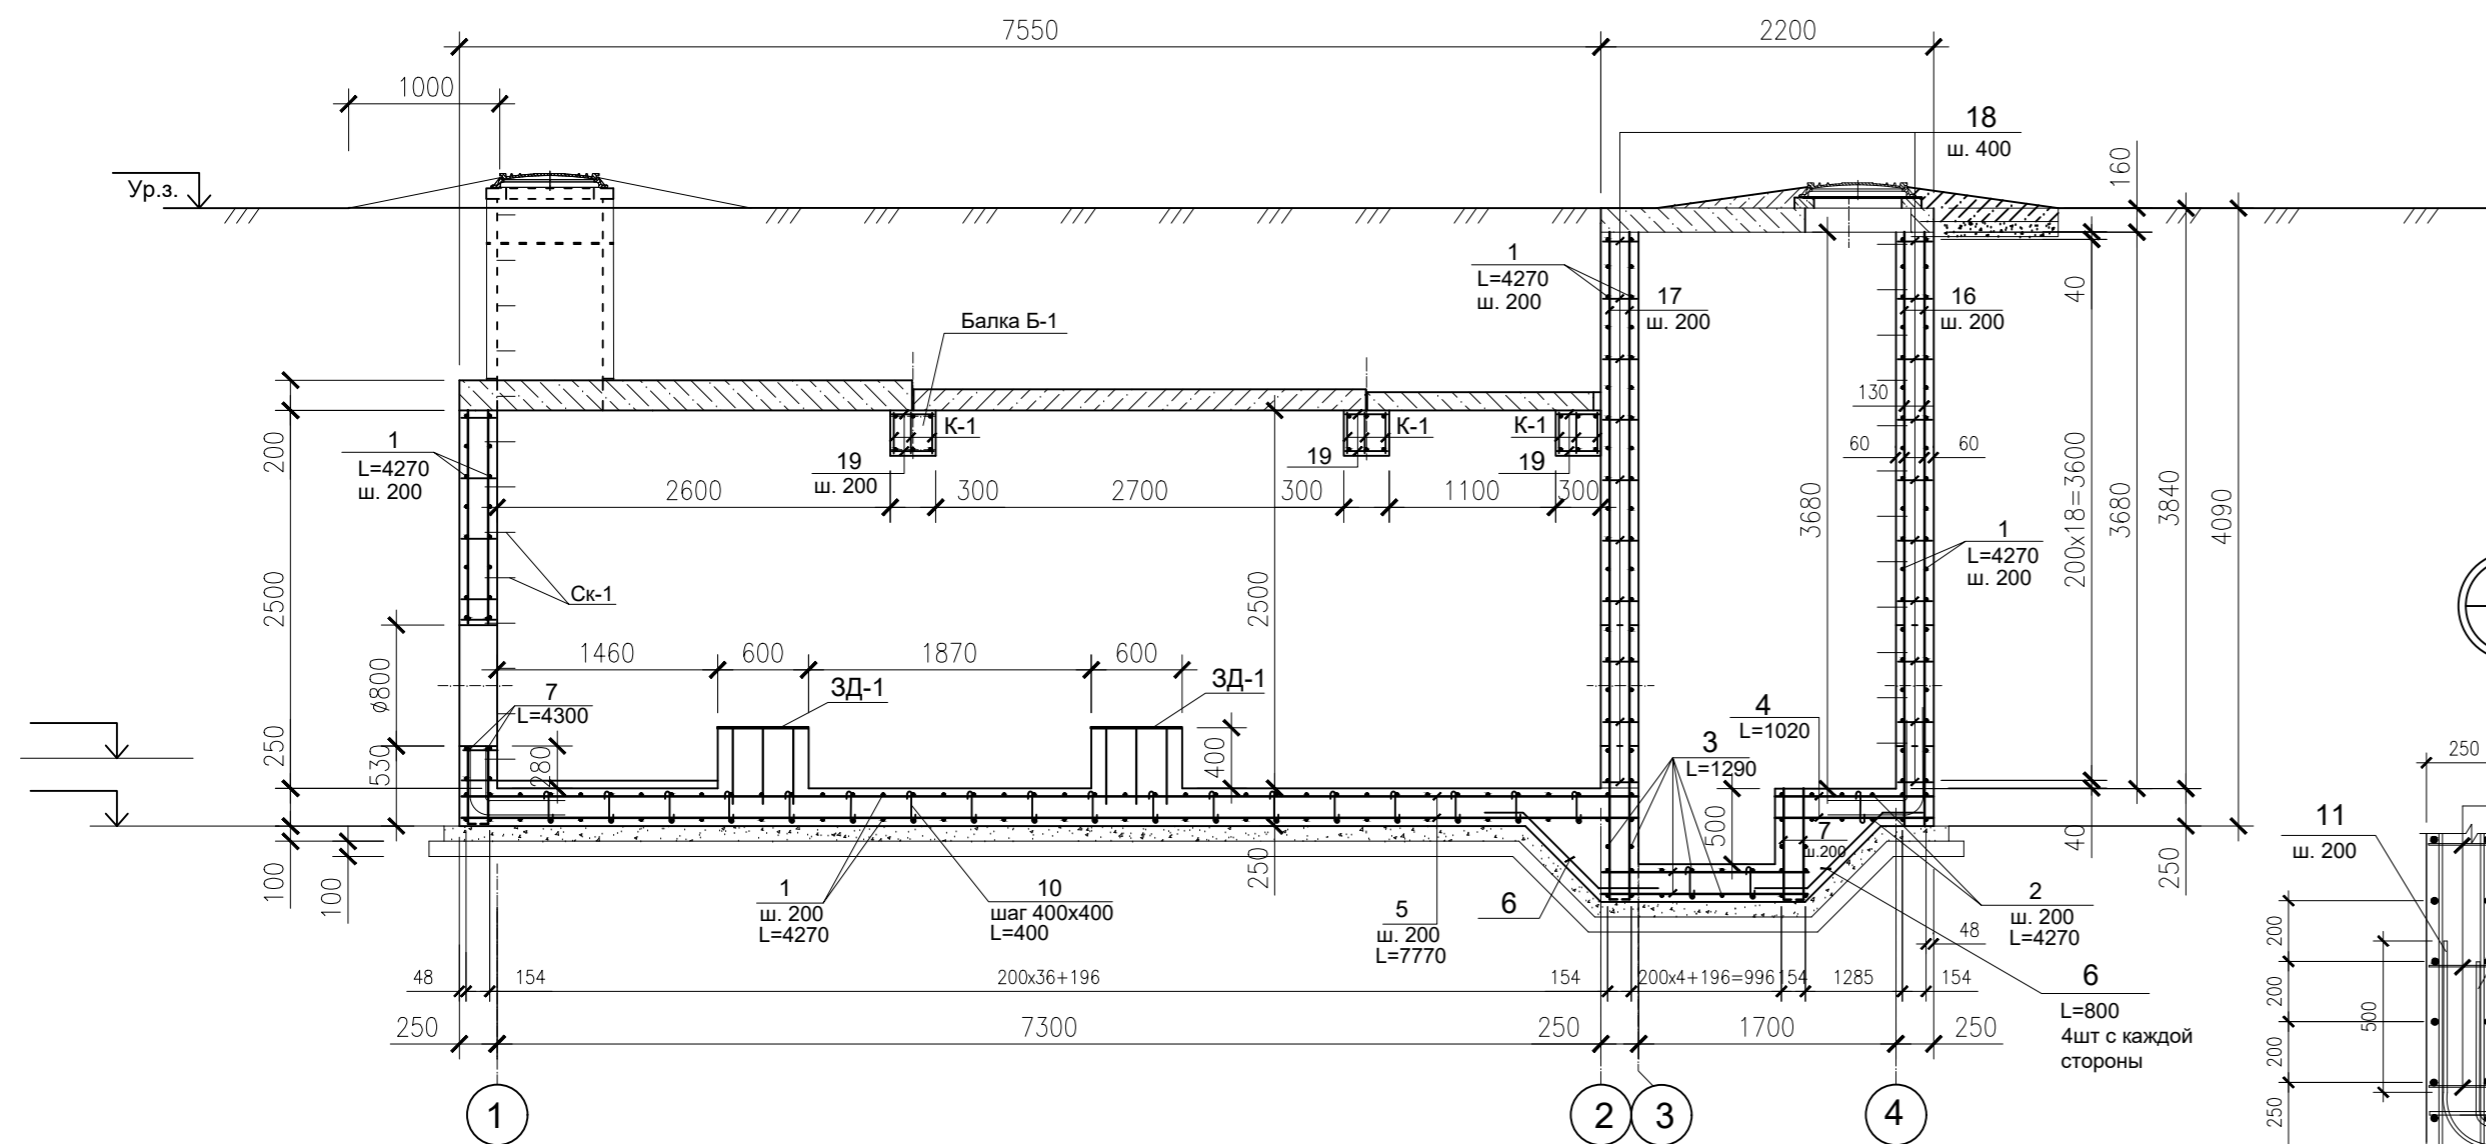 7550
2200
1000
18
ш. 400
160
Ур.з.
1
L=4270
ш. 200
17
ш. 200
16
ш. 200
40
Балка Б-1
130
К-1
К-1
К-1
200
1
L=4270
ш. 200
19
ш. 200
19
19
60
60
2600
300
2700
300
1100
300
3680
200х18=3600
3680
3840
4090
1
L=4270
ш. 200
2500
Ск-1
2500
1460
600
1870
600
ø800
ЗД-1
ЗД-1
7
L=4300
4
L=1020
3
L=1290
250
250
530
280
400
500
7
ш.200
40
11
ш. 200
100
100
250
250
1
ш. 200
L=4270
10
шаг 400х400
L=400
5
ш. 200
L=7770
6
2
ш. 200
L=4270
48
200
200
200
250
500
48
154
200х36+196
154
200х4+196=996
154
1285
154
6
L=800
4шт с каждой
стороны
250
7300
250
1700
250
1
2
3
4